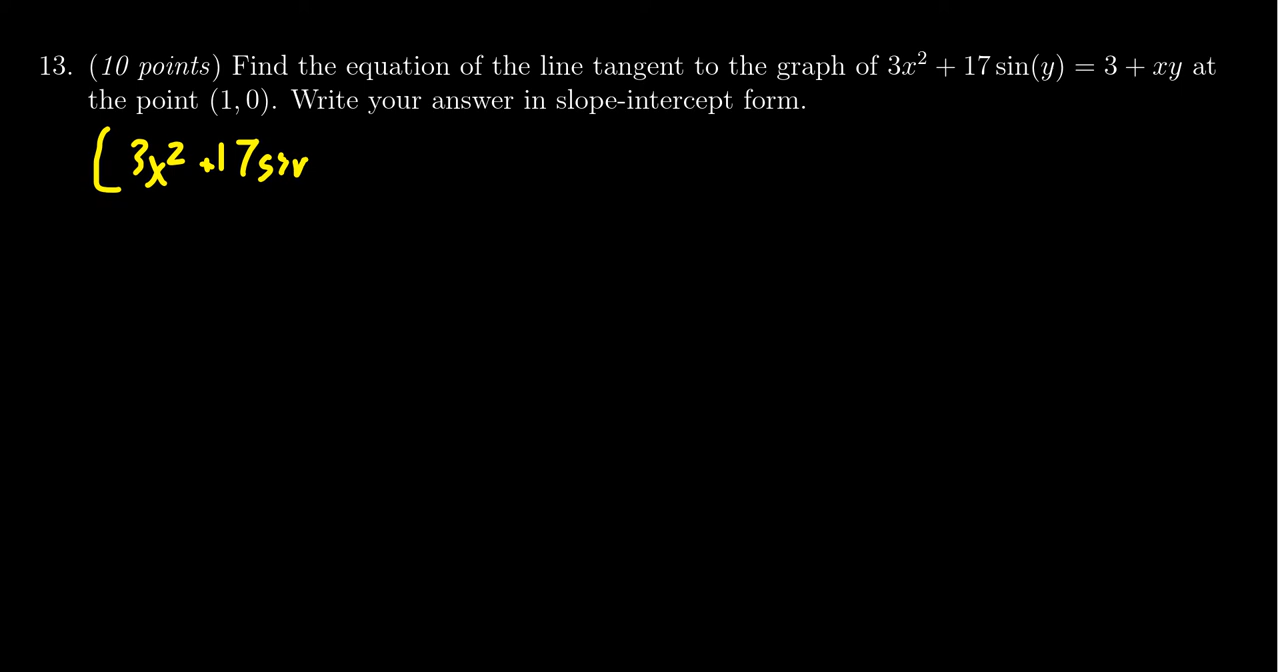 13. (10 points) Find the equation of the line tangent to the graph of 3x² + 17 sin(y) = 3 + xy at
the point (1, 0). Write your answer in slope-intercept form.
[3x² +17